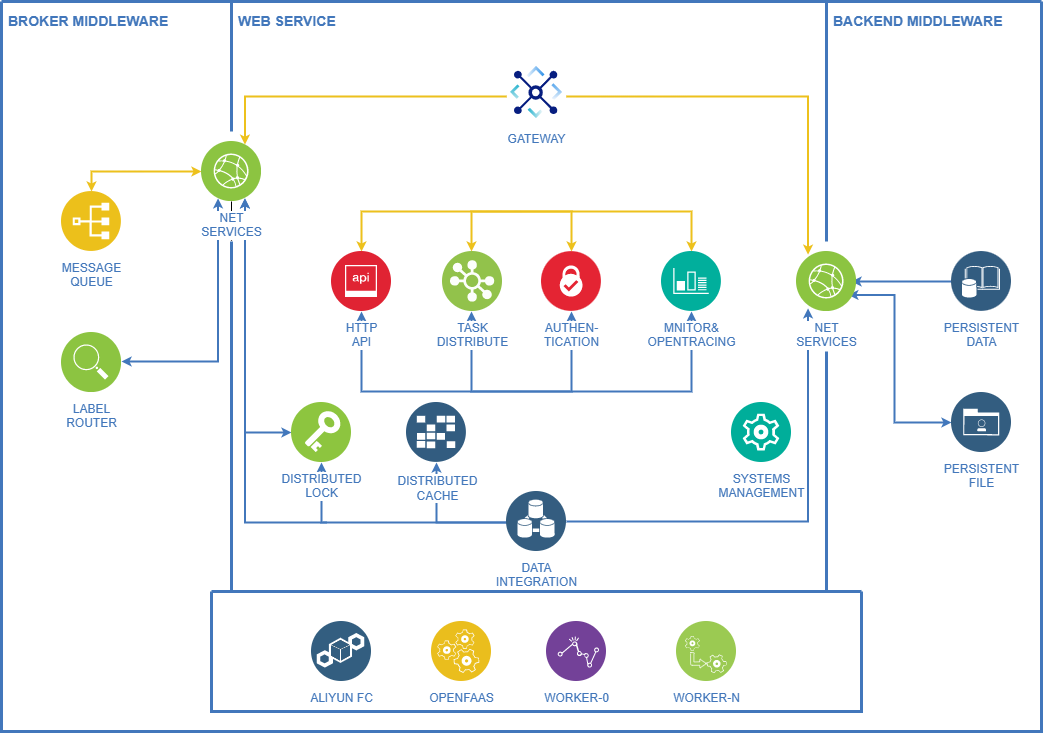 BROKER MIDDLEWARE
WEB SERVICE
BACKEND MIDDLEWARE
GATEWAY
NET
SERVICES
MESSAGE
QUEUE
api
HTTP
API
TASK
DISTRIBUTE
AUTHEN-
TICATION
MNITOR&
OPENTRACING
NET
SERVICES
PERSISTENT
DATA
LABEL
ROUTER
DISTRIBUTED
LOCK
DISTRIBUTED
CACHE
SYSTEMS
MANAGEMENT
PERSISTENT
FILE
DATA
INTEGRATION
ALIYUN FC
OPENFAAS
WORKER-0
WORKER-N